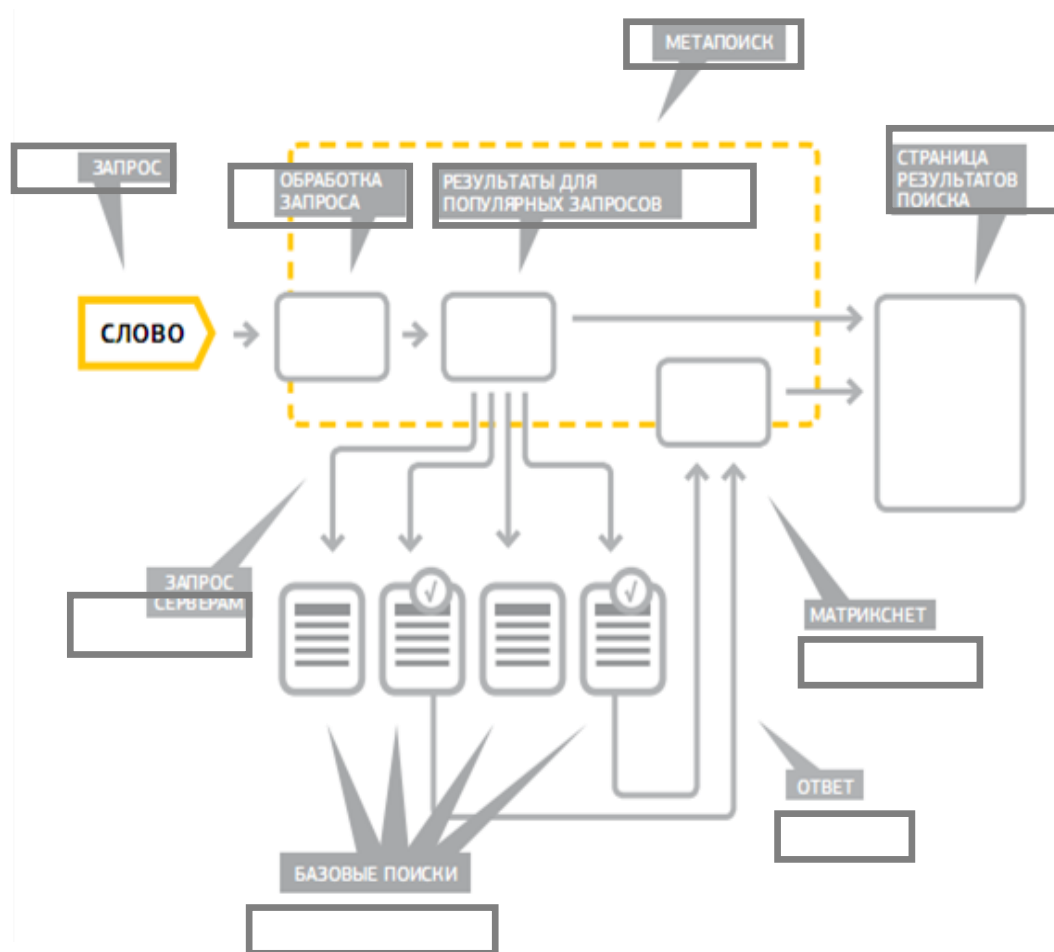 МЕТАПОИСК
ЗАПРОС
ОБРАБОТКА
ЗАПРОСА
РЕЗУЛЬТАТЫ ДЛЯ
ПОПУЛЯРНЫХ ЗАПРОСОВ
СТРАНИЦА
РЕЗУЛЬТАТОВ
ПОИСКА
СЛОВО
ЗАПРОС
СЕРВЕРАМ
МАТРИКСНЕТ
ОТВЕТ
БАЗОВЫЕ ПОИСКИ